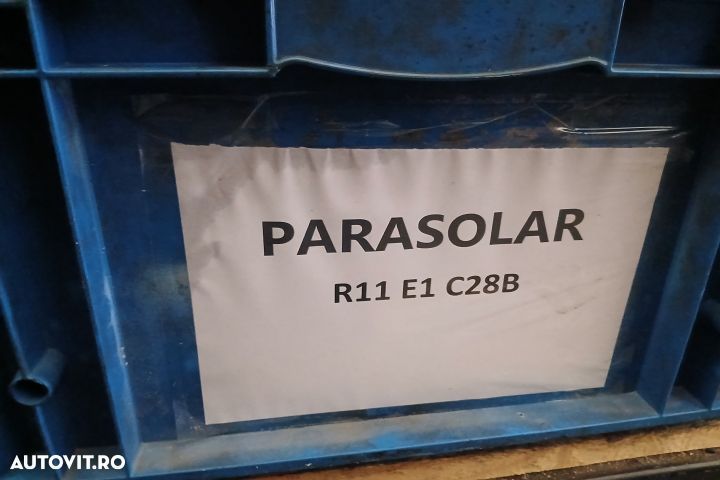 PARASOLAR
R11 E1 C28B
AUTOVIT.RO